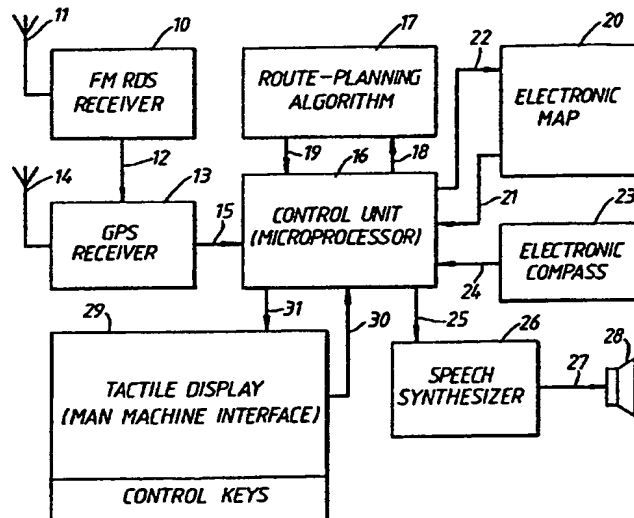 11
10
17
22
20
FM RDS
RECEIVER
ROUTE-PLANNING
ALGORITHM
ELECTRONIC
MAP
12
19
16
18
14
13
21
23
GPS
RECEIVER
15
CONTROL UNIT
(MICROPROCESSOR)
ELECTRONIC
COMPASS
24
29
31
30
25
26
28
TACTILE DISPLAY
(MAN MACHINE INTERFACE)
SPEECH
SYNTHESIZER
27
CONTROL KEYS